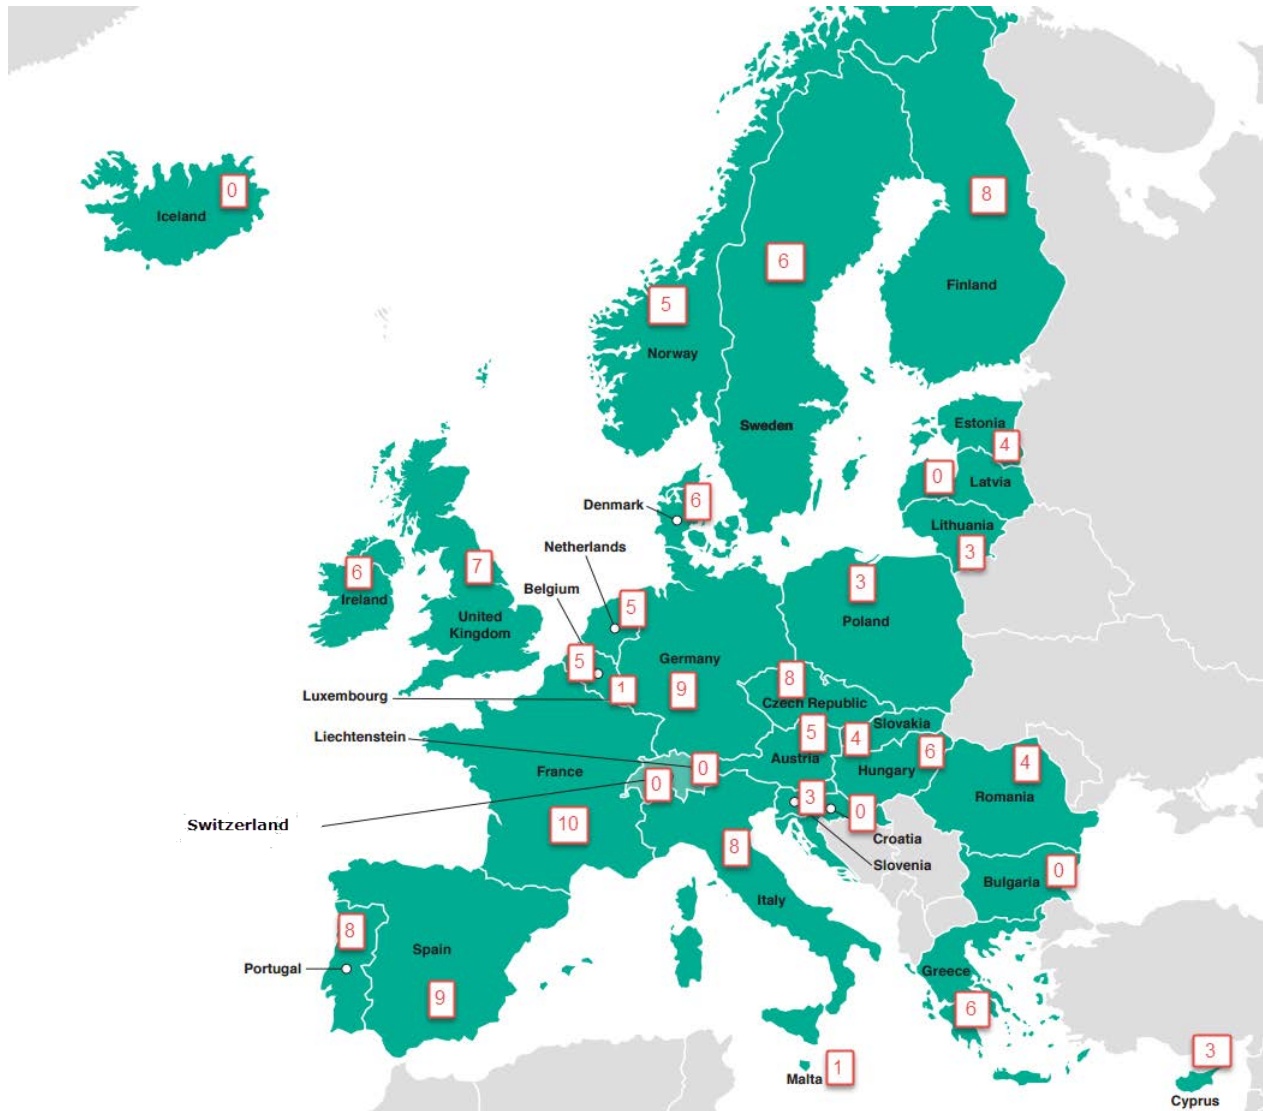 0
Iceland
8
6
Finland
5
Norway
Sweden
Estonia
4
0
Latvia
Denmark
6
Lithuania
3
Netherlands
6
Ireland
7
United
Kingdom
3
Poland
Belgium
5
5
Germany
9
8
Czech Republic
Luxembourg
1
Slovakia
5
4
Austria
6
Hungary
4
Romania
Liechtenstein
0
France
0
Switzerland
10
3
0
Croatia
Slovenia
8
Italy
0
Bulgaria
8
Spain
Portugal
9
Greece
6
Malta
1
3
Cyprus